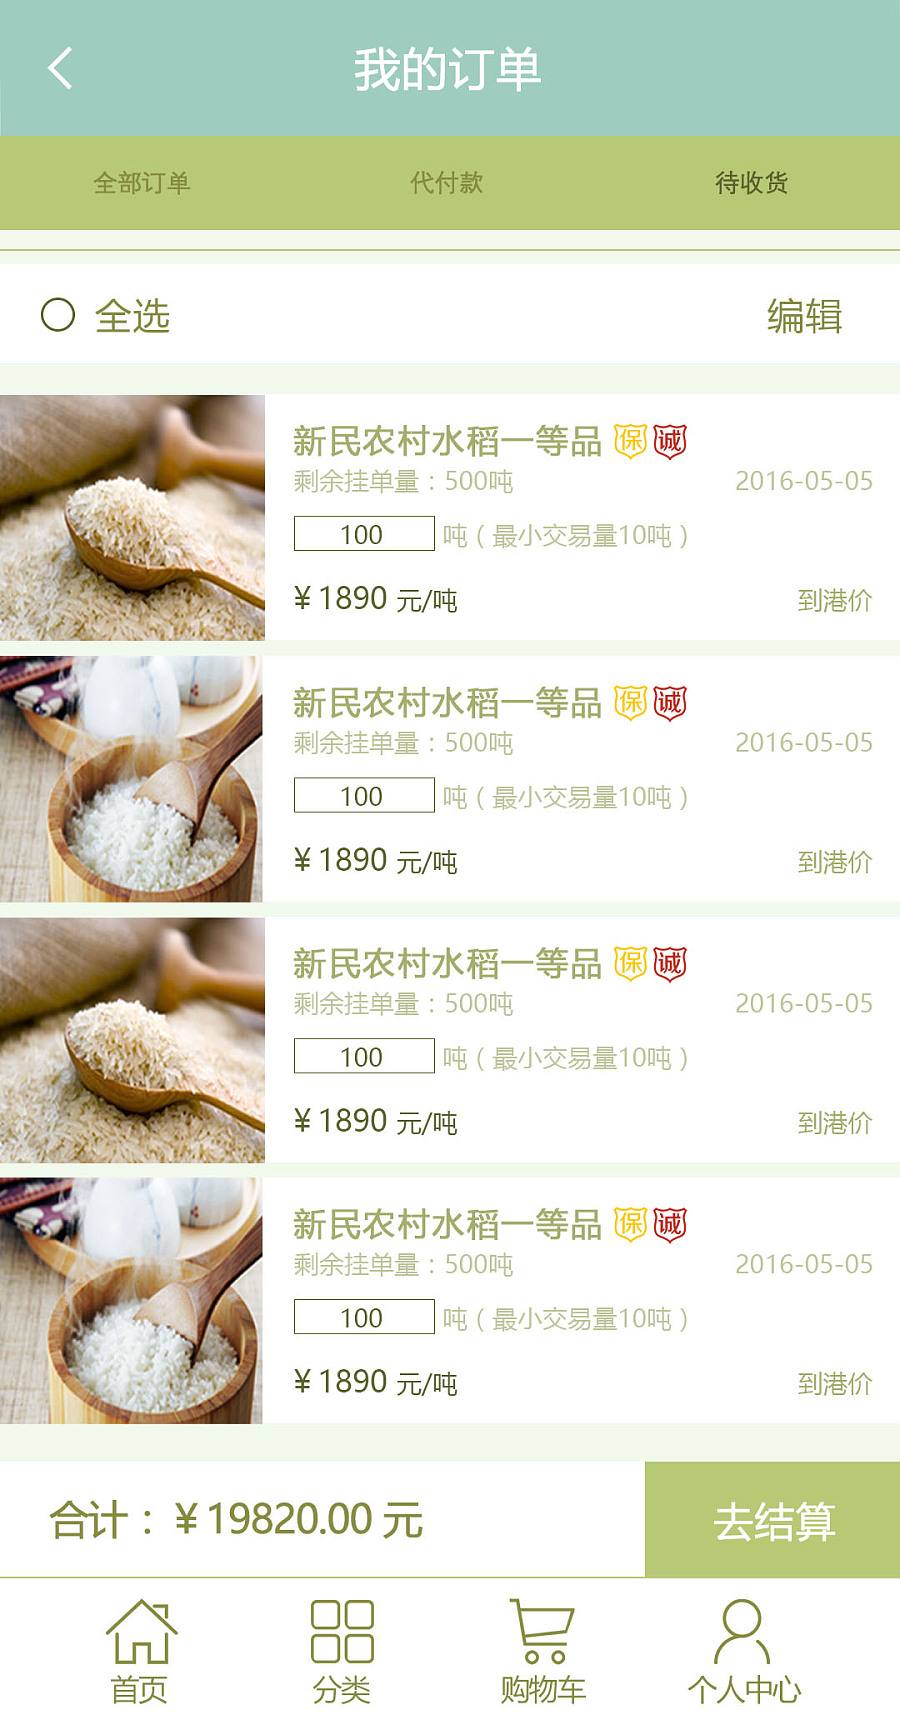 我的订单
全部订单 代付款 待收货
全选 编辑
新民农村水稻一等品 保 诚
剩余挂单量：500吨 2016-05-05
100 吨（最小交易量10吨）
¥1890 元/吨 到港价
新民农村水稻一等品 保 诚
剩余挂单量：500吨 2016-05-05
100 吨（最小交易量10吨）
¥1890 元/吨 到港价
新民农村水稻一等品 保 诚
剩余挂单量：500吨 2016-05-05
100 吨（最小交易量10吨）
¥1890 元/吨 到港价
新民农村水稻一等品 保 诚
剩余挂单量：500吨 2016-05-05
100 吨（最小交易量10吨）
¥1890 元/吨 到港价
合计：¥19820.00 元 去结算
首页 分类 购物车 个人中心